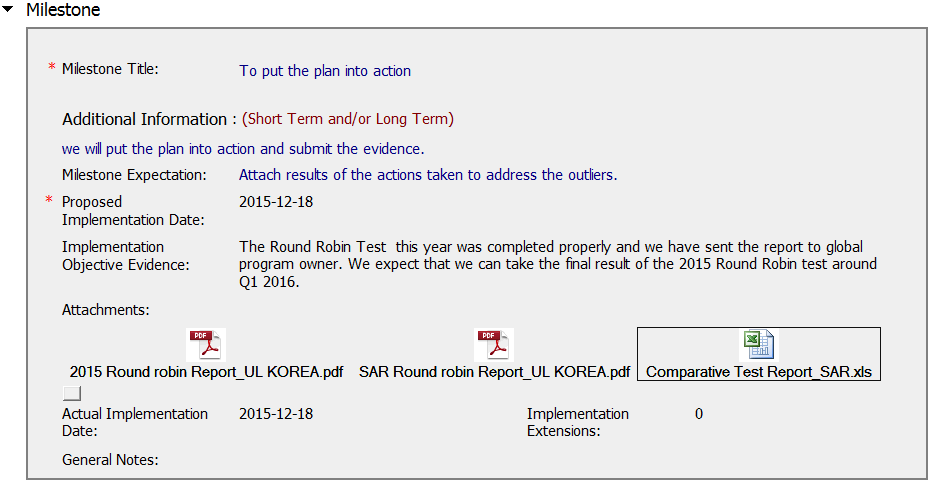 Milestone
* Milestone Title: To put the plan into action
Additional Information : (Short Term and/or Long Term)
we will put the plan into action and submit the evidence.
Milestone Expectation: Attach results of the actions taken to address the outliers.
* Proposed 2015-12-18
Implementation Date:
Implementation The Round Robin Test this year was completed properly and we have sent the report to global
Objective Evidence: program owner. We expect that we can take the final result of the 2015 Round Robin test around
Q1 2016.
Attachments:
PDF PDF
2015 Round robin Report_UL KOREA.pdf SAR Round robin Report_UL KOREA.pdf Comparative Test Report_SAR.xls
Actual Implementation 2015-12-18 Implementation 0
Date: Extensions:
General Notes: